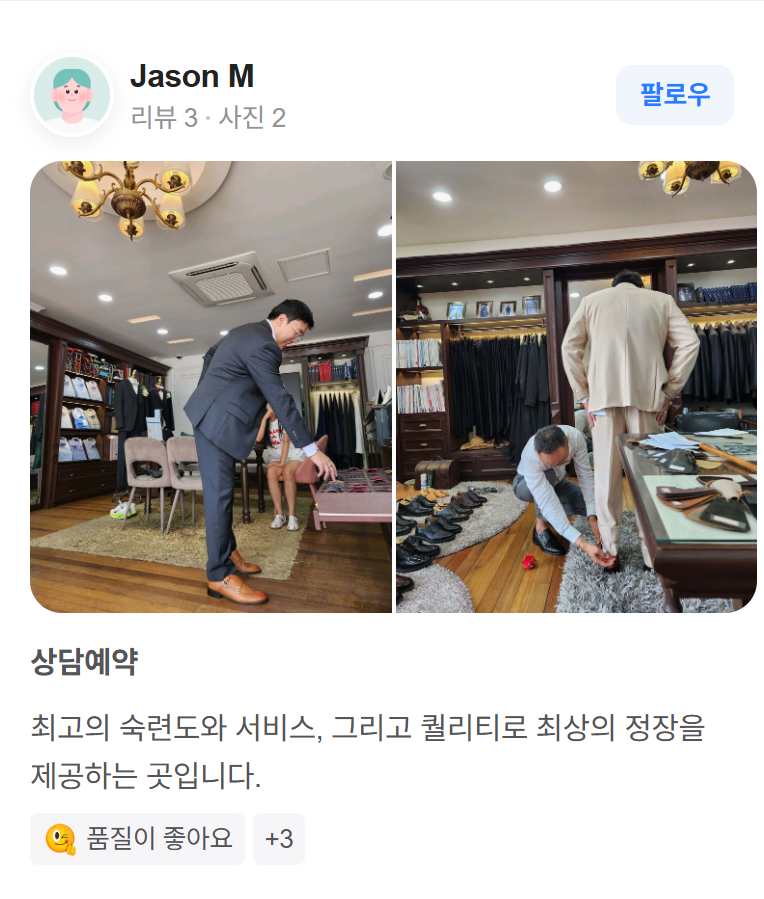 Jason M
리뷰 3 · 사진 2
팔로우
상담예약
최고의 숙련도와 서비스, 그리고 퀄리티로 최상의 정장을
제공하는 곳입니다.
품질이 좋아요
+3